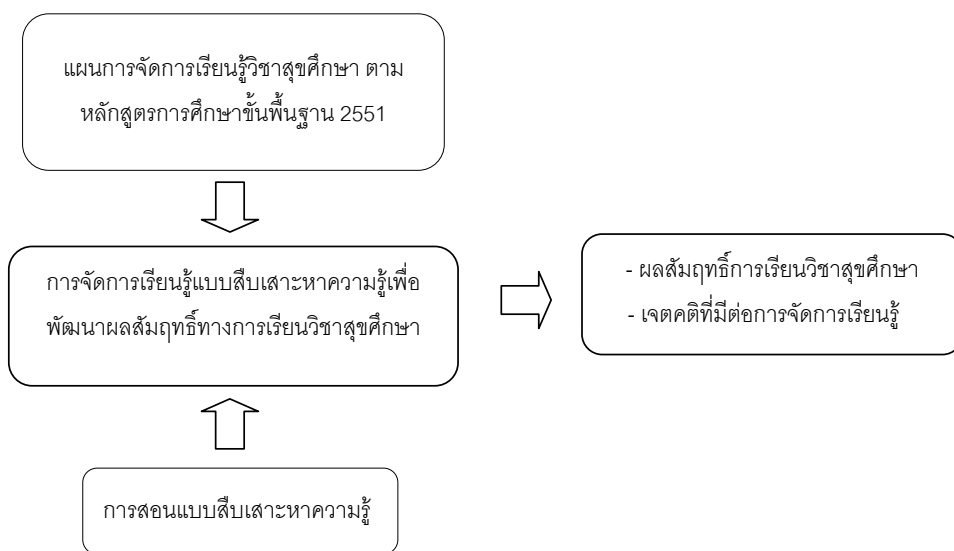 แผนการจัดการเรียนรู้วิชาสุขศึกษา ตาม
หลักสูตรการศึกษาขั้นพื้นฐาน 2551
การจัดการเรียนรู้แบบสืบเสาะหาความรู้เพื่อ
พัฒนาผลสัมฤทธิ์ทางการเรียนวิชาสุขศึกษา
- ผลสัมฤทธิ์การเรียนวิชาสุขศึกษา
- เจตคติที่มีต่อการจัดการเรียนรู้
การสอนแบบสืบเสาะหาความรู้